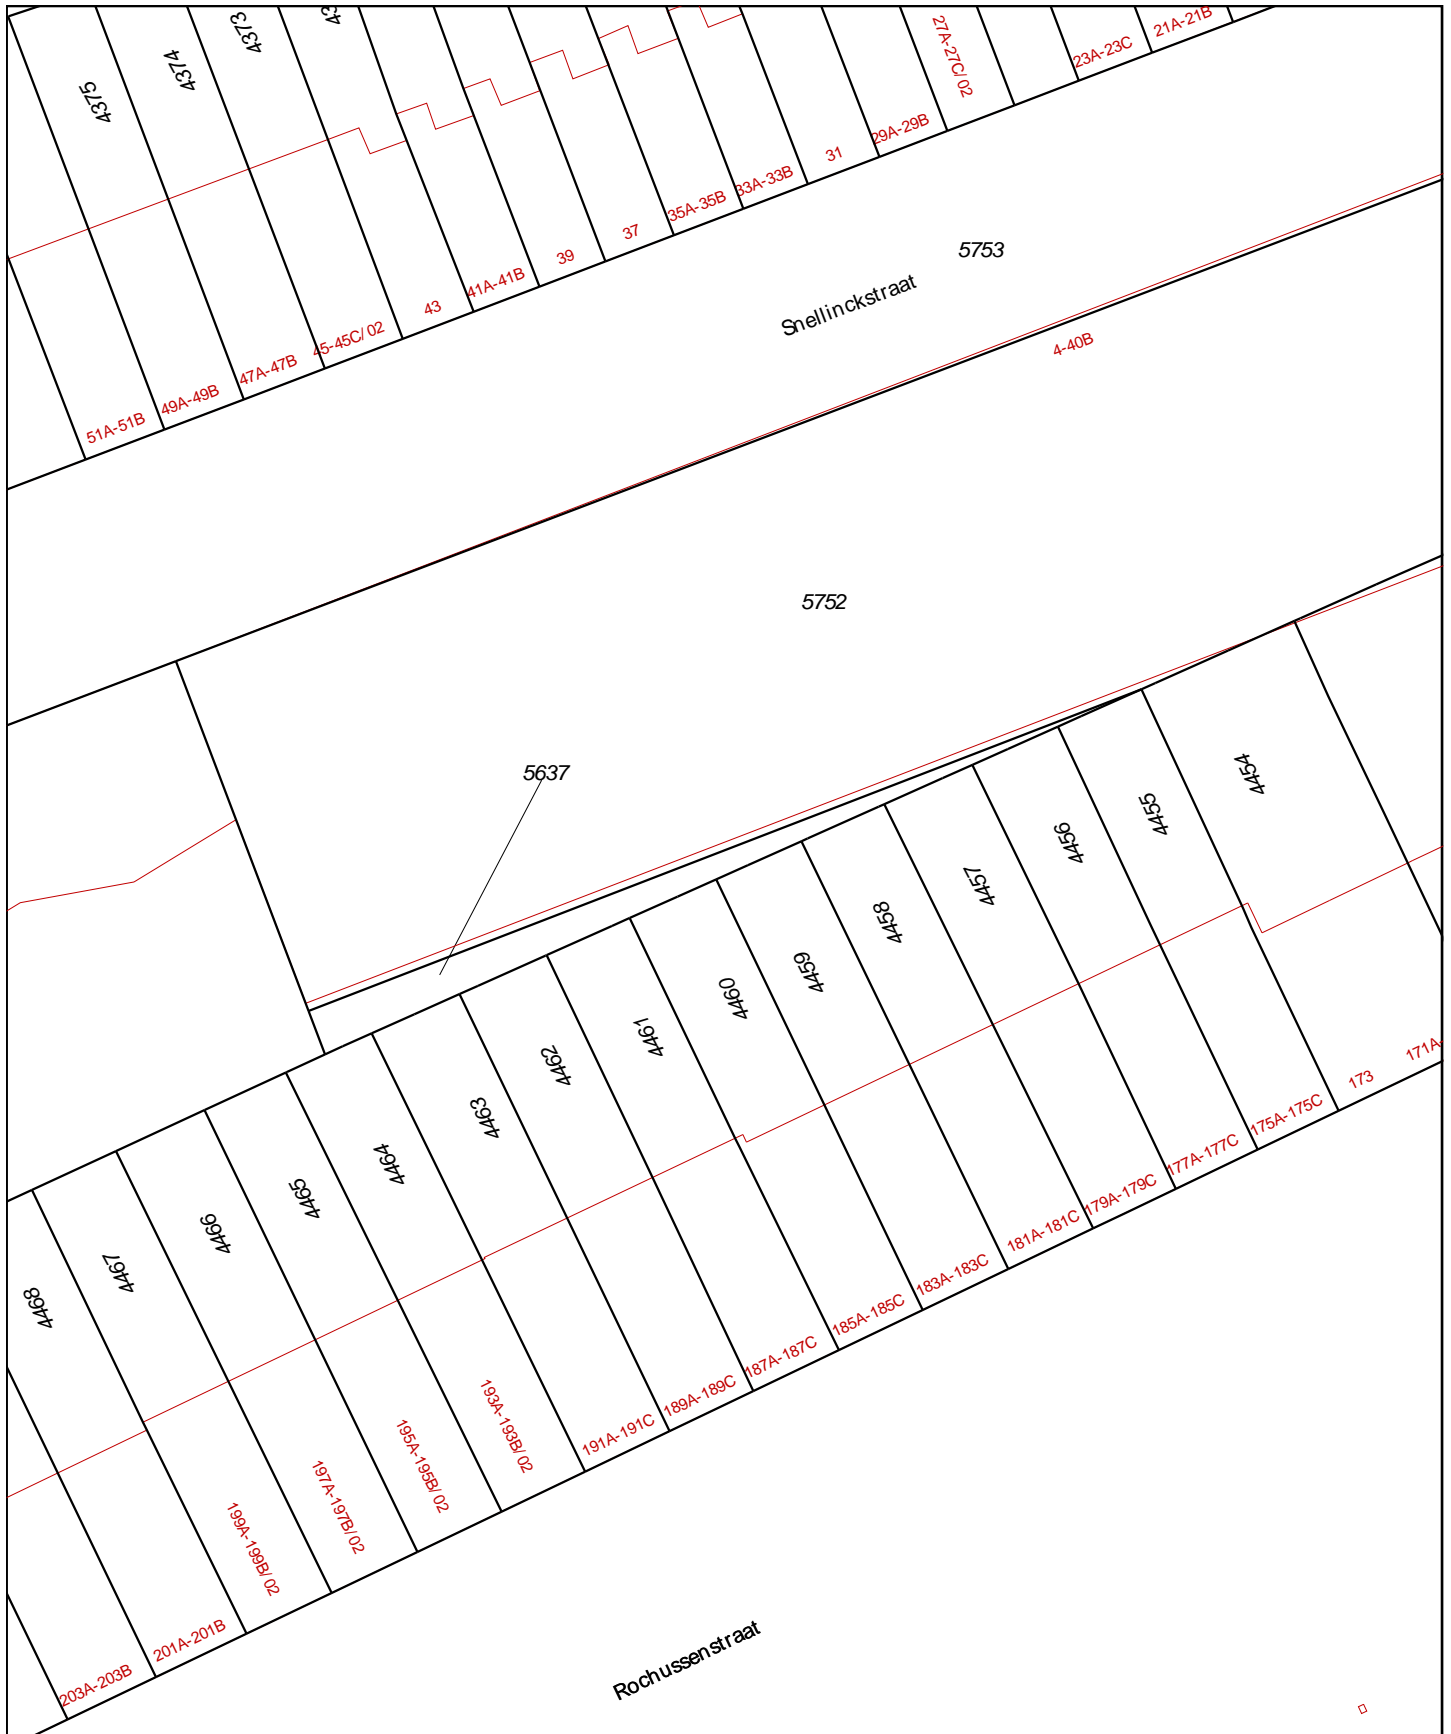 4375
4374
4373
43
27A-27C/02
23A-23C
21A-21B
29A-29B
31
33A-33B
35A-35B
37
39
41A-41B
43
45-45C/02
47A-47B
49A-49B
51A-51B
5753
Snellinckstraat
4-40B
5752
5637
4454
4455
4456
4457
4458
4459
4460
4461
4462
4463
4464
4465
4466
4467
4468
171A-
173
175A-175C
177A-177C
179A-179C
181A-181C
183A-183C
185A-185C
187A-187C
189A-189C
191A-191C
193A-193B/02
195A-195B/02
197A-197B/02
199A-199B/02
201A-201B
203A-203B
Rochussenstraat